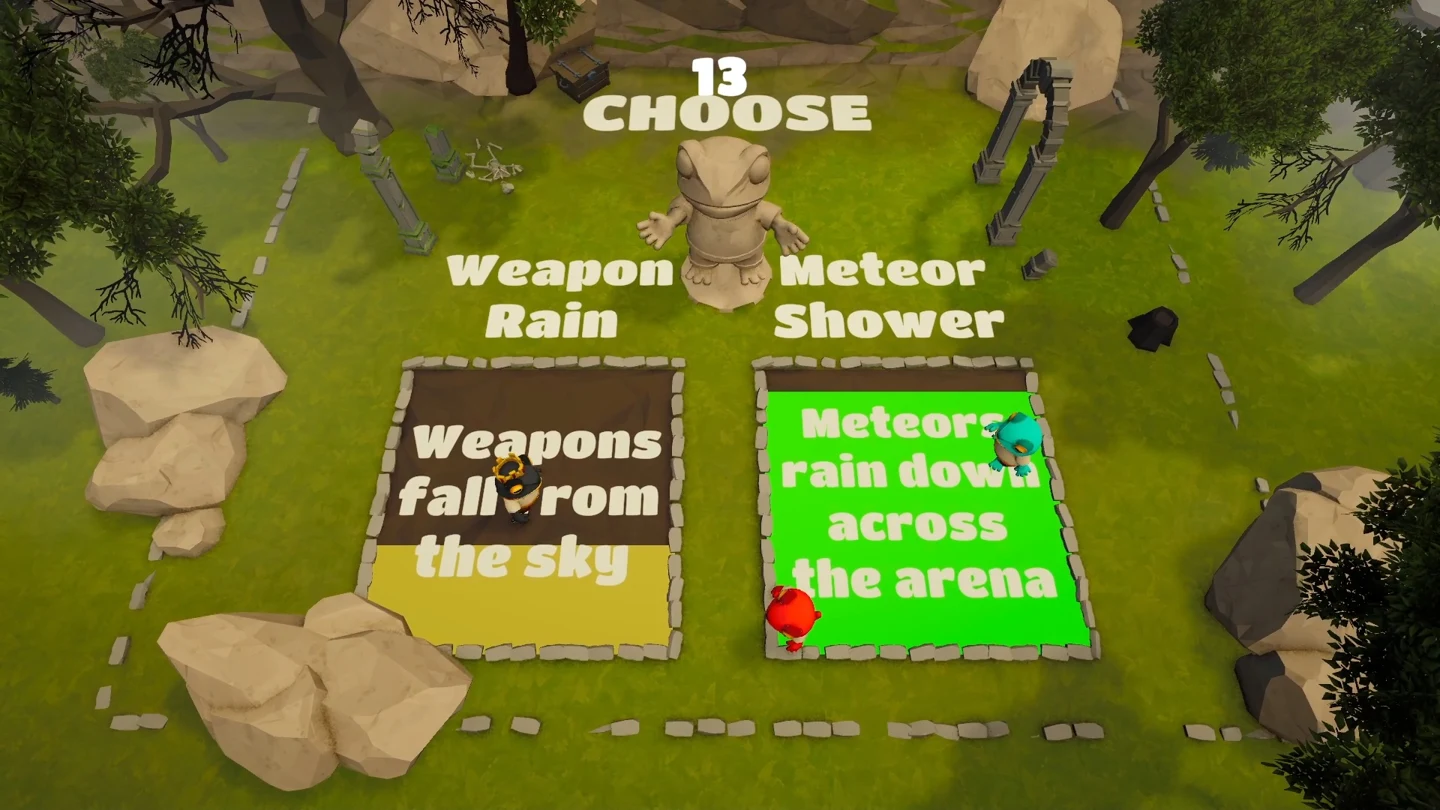 13
CHOOSE
Weapon
Rain
Meteor
Shower
Weapons
fall from
the sky
Meteors
rain down
across
the arena